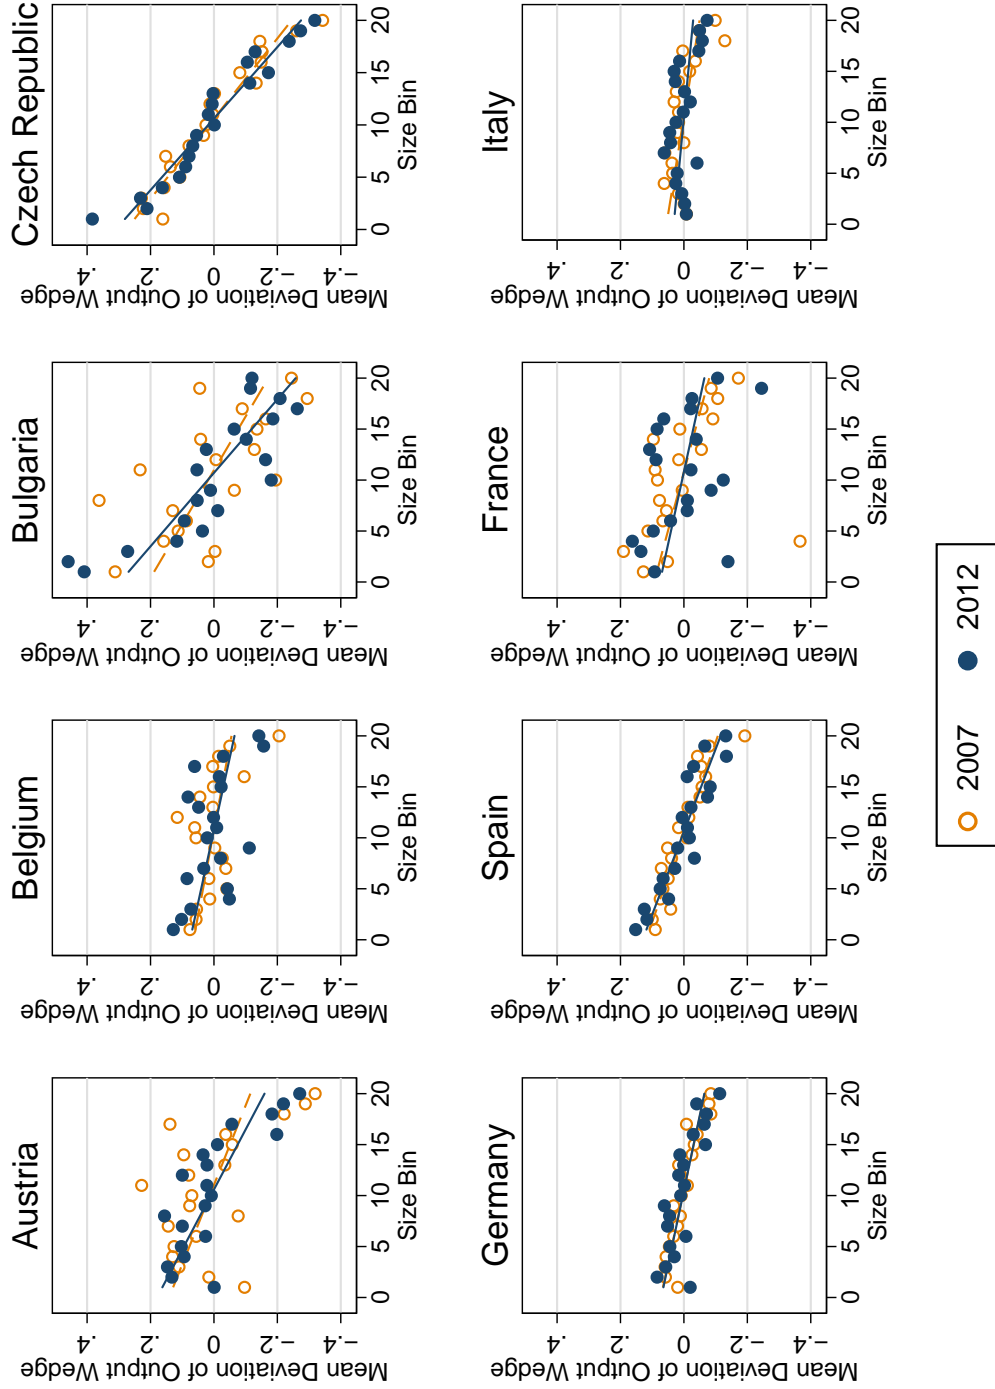 Austria
Mean Deviation of Output Wedge
.4
.2
0
-.2
-.4
0 5 10 15 20
Size Bin
Belgium
Mean Deviation of Output Wedge
.4
.2
0
-.2
-.4
0 5 10 15 20
Size Bin
Bulgaria
Mean Deviation of Output Wedge
.4
.2
0
-.2
-.4
0 5 10 15 20
Size Bin
Czech Republic
Mean Deviation of Output Wedge
.4
.2
0
-.2
-.4
0 5 10 15 20
Size Bin
Germany
Mean Deviation of Output Wedge
.4
.2
0
-.2
-.4
0 5 10 15 20
Size Bin
Spain
Mean Deviation of Output Wedge
.4
.2
0
-.2
-.4
0 5 10 15 20
Size Bin
France
Mean Deviation of Output Wedge
.4
.2
0
-.2
-.4
0 5 10 15 20
Size Bin
Italy
Mean Deviation of Output Wedge
.4
.2
0
-.2
-.4
0 5 10 15 20
Size Bin
2007 2012